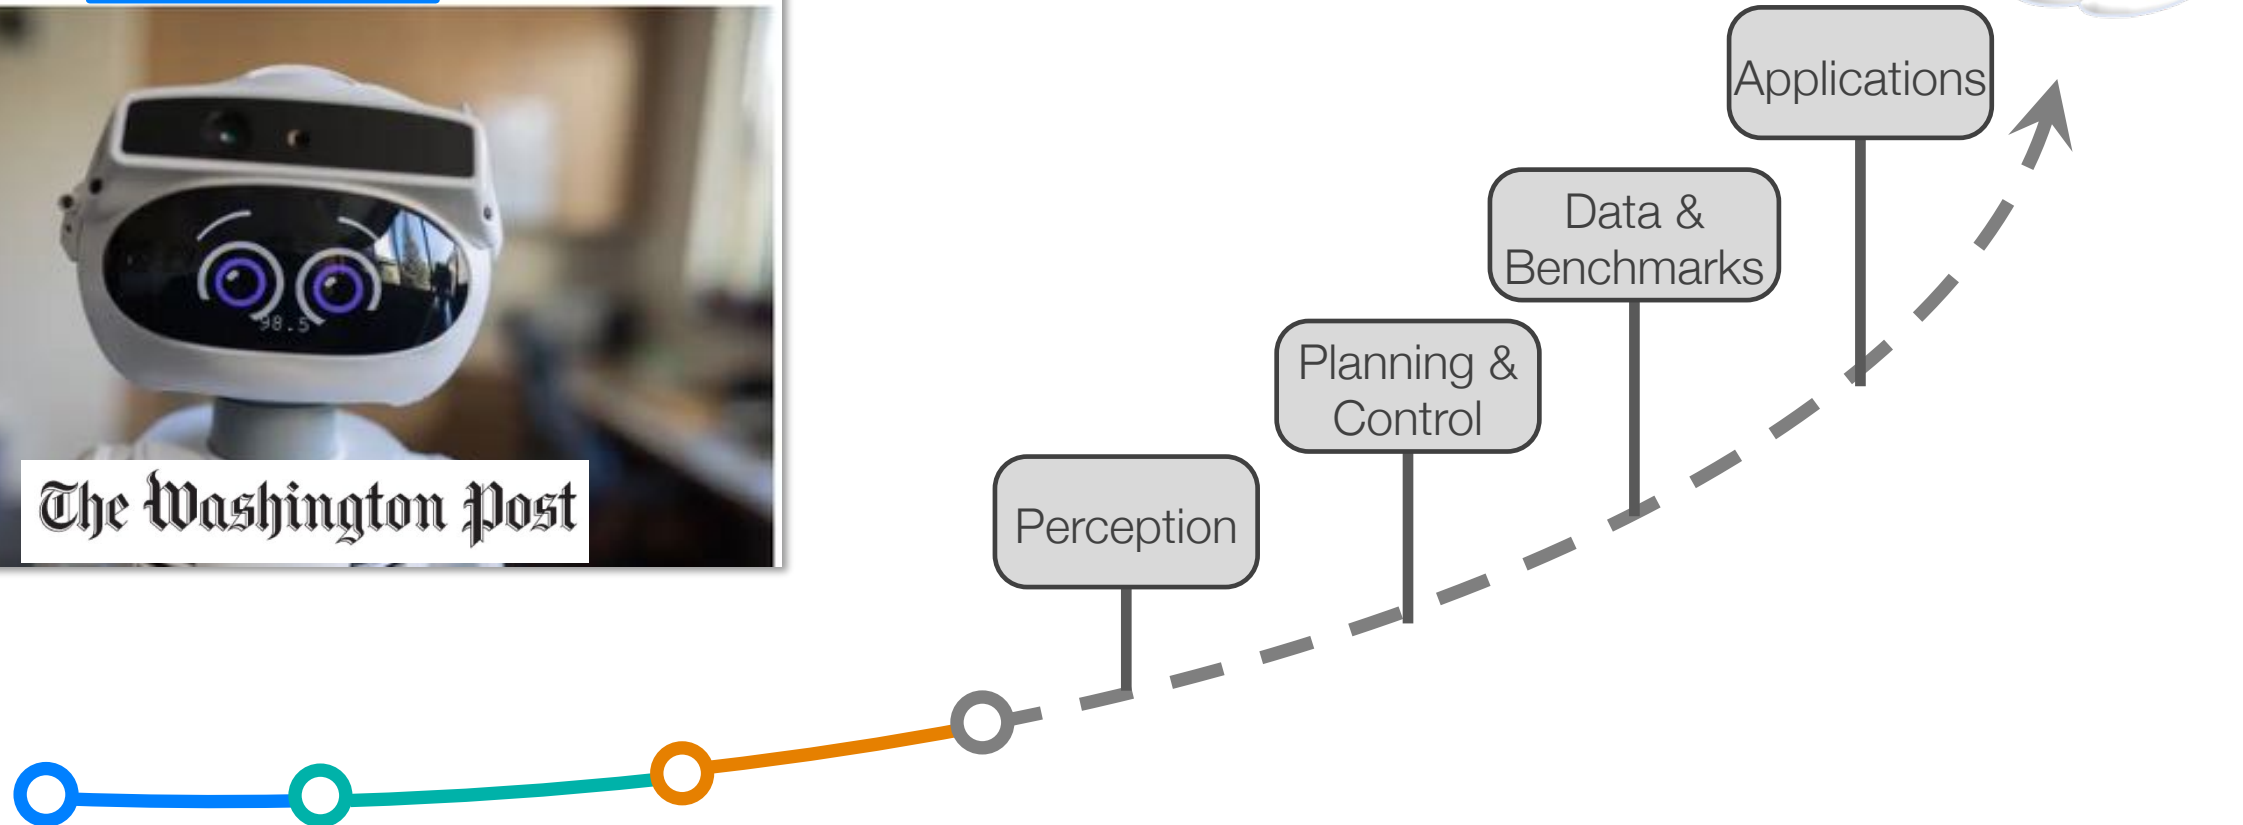 98.5
The Washington Post
Perception
Planning &
Control
Data &
Benchmarks
Applications